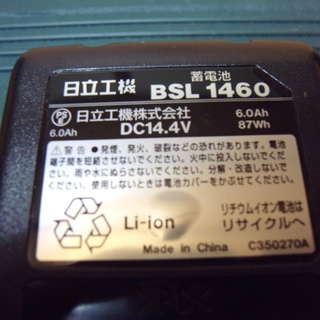 日立工機 蓄電池 BSL 1460
PSE 日立工機株式会社 6.0Ah
6.0Ah DC14.4V 87Wh
警告 ●発煙、発火、破裂などの恐れがあります。電池
端子間を短絡させないでください。火中に投入しないでくだ
さい。雨や水にぬらさないでください。分解・改造しないで
ください。使用しないときは電池カバーをかぶせてください。
Li-ion
リチウムイオン電池は
リサイクルへ
Made in China C350270A